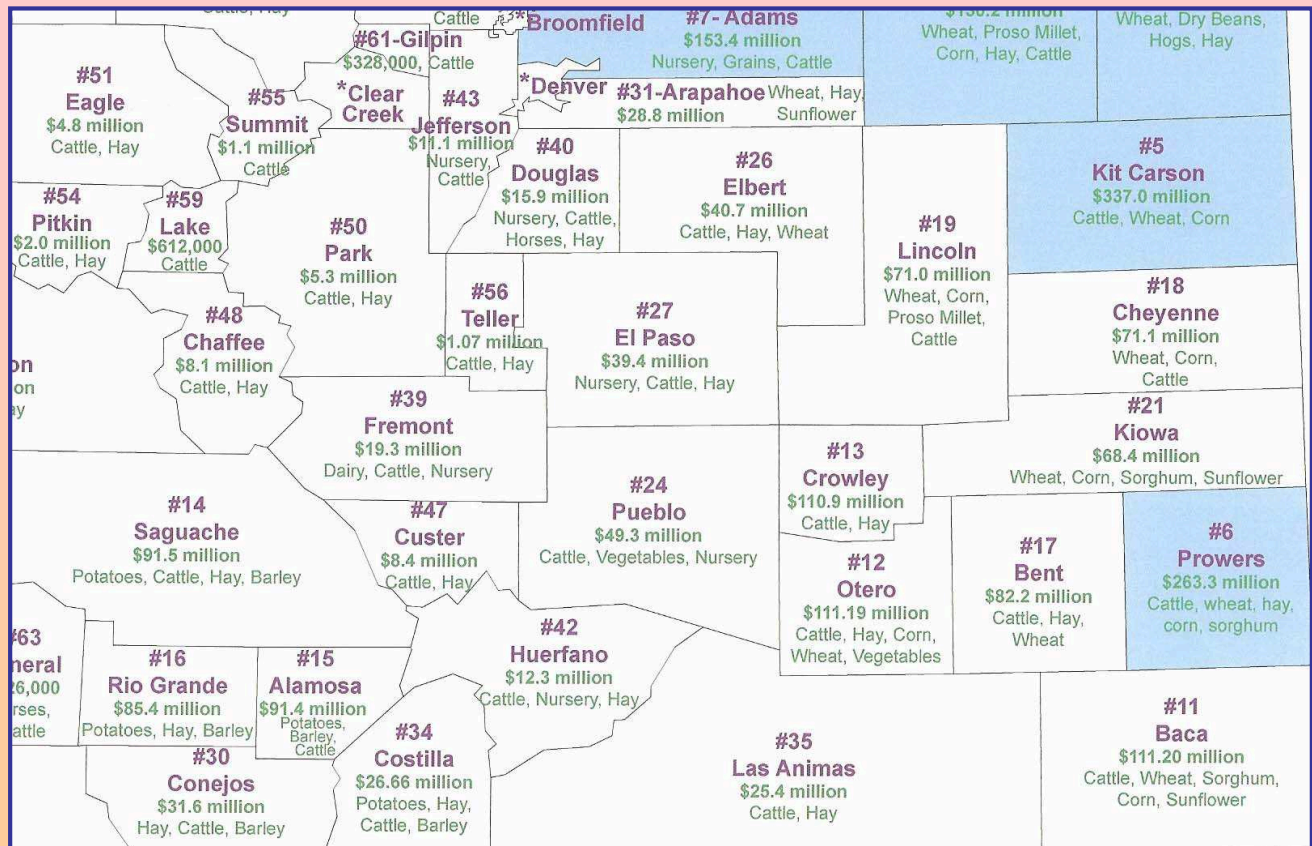 Cattle, Hay
Cattle
*Broomfield
#7- Adams
$153.4 million
Nursery, Grains, Cattle
Wheat, Proso Millet,
Corn, Hay, Cattle
Wheat, Dry Beans,
Hogs, Hay
#61-Gilpin
$328,000, Cattle
#51
Eagle
$4.8 million
Cattle, Hay
#55
Summit
$1.1 million
Cattle
*Clear
Creek
#43
Jefferson
$11.1 million
Nursery,
Cattle
*Denver
#31-Arapahoe Wheat, Hay,
$28.8 million Sunflower
#40
Douglas
$15.9 million
Nursery, Cattle,
Horses, Hay
#26
Elbert
$40.7 million
Cattle, Hay, Wheat
#5
Kit Carson
$337.0 million
Cattle, Wheat, Corn
#54
Pitkin
$2.0 million
Cattle, Hay
#59
Lake
$612,000
Cattle
#50
Park
$5.3 million
Cattle, Hay
#19
Lincoln
$71.0 million
Wheat, Corn,
Proso Millet,
Cattle
#18
Cheyenne
$71.1 million
Wheat, Corn,
Cattle
#48
Chaffee
$8.1 million
Cattle, Hay
#56
Teller
$1.07 million
Cattle, Hay
#27
El Paso
$39.4 million
Nursery, Cattle, Hay
on
on
ay
#39
Fremont
$19.3 million
Dairy, Cattle, Nursery
#21
Kiowa
$68.4 million
Wheat, Corn, Sorghum, Sunflower
#13
Crowley
$110.9 million
Cattle, Hay
#14
Saguache
$91.5 million
Potatoes, Cattle, Hay, Barley
#47
Custer
$8.4 million
Cattle, Hay
#24
Pueblo
$49.3 million
Cattle, Vegetables, Nursery
#12
Otero
$111.19 million
Cattle, Hay, Corn,
Wheat, Vegetables
#17
Bent
$82.2 million
Cattle, Hay,
Wheat
#6
Prowers
$263.3 million
Cattle, wheat, hay,
corn, sorghum
#63
neral
26,000
rses,
attle
#16
Rio Grande
$85.4 million
Potatoes, Hay, Barley
#15
Alamosa
$91.4 million
Potatoes,
Barley,
Cattle
#42
Huerfano
$12.3 million
Cattle, Nursery, Hay
#30
Conejos
$31.6 million
Hay, Cattle, Barley
#34
Costilla
$26.66 million
Potatoes, Hay,
Cattle, Barley
#35
Las Animas
$25.4 million
Cattle, Hay
#11
Baca
$111.20 million
Cattle, Wheat, Sorghum,
Corn, Sunflower